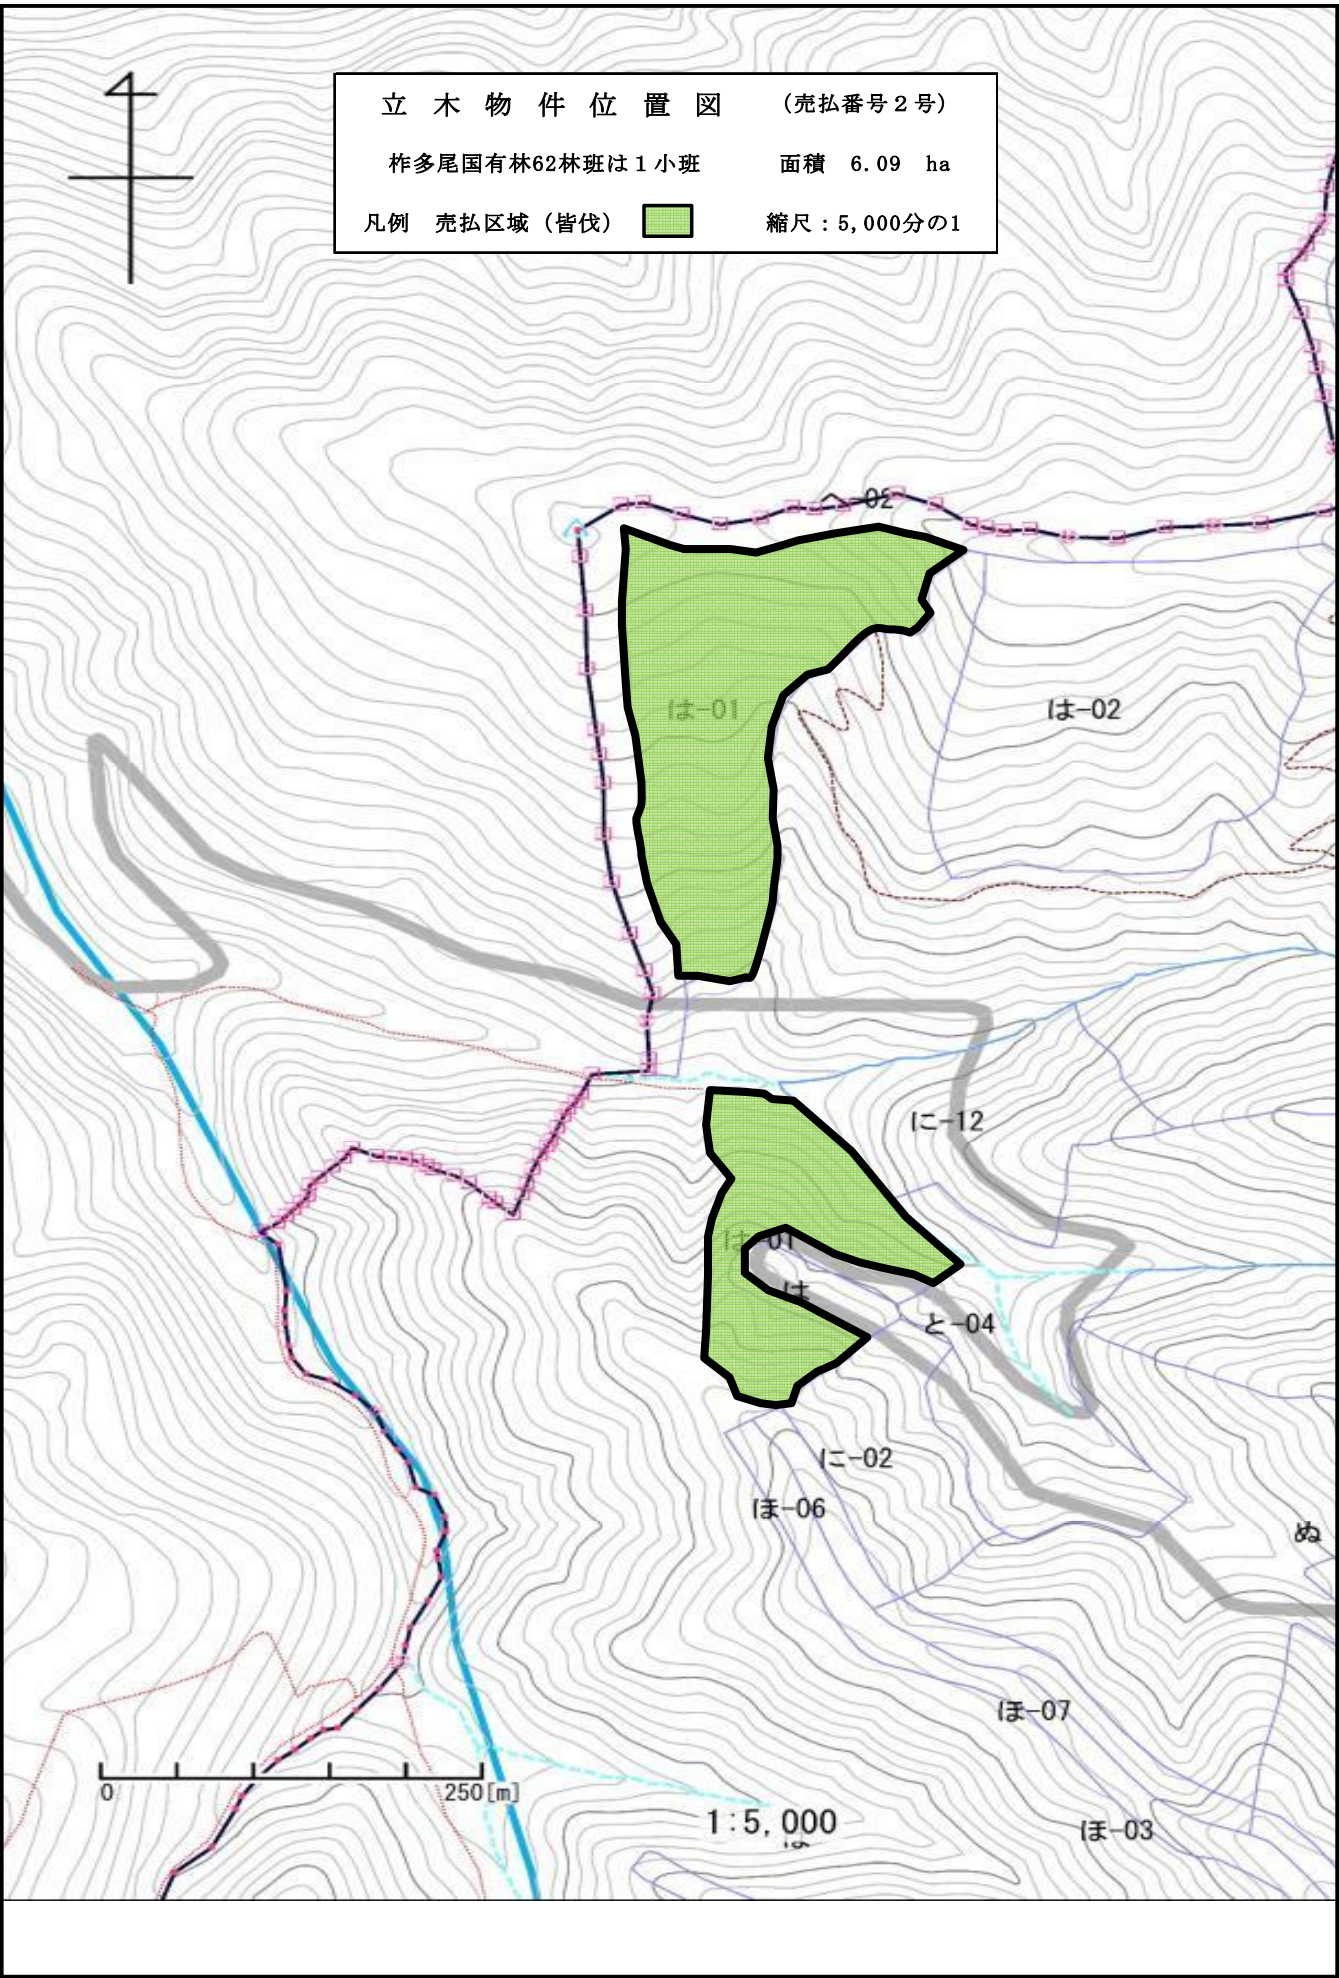 立木物件位置図 (売払番号２号)
柞多尾国有林62林班は１小班 面積 6.09 ha
凡例 売払区域（皆伐） 縮尺：5,000分の1
へ-02
は-01
は-02
に-12
は-01
は
と-04
に-02
ほ-06
ぬ
ほ-07
0 250[m]
1:5,000
ほ-03